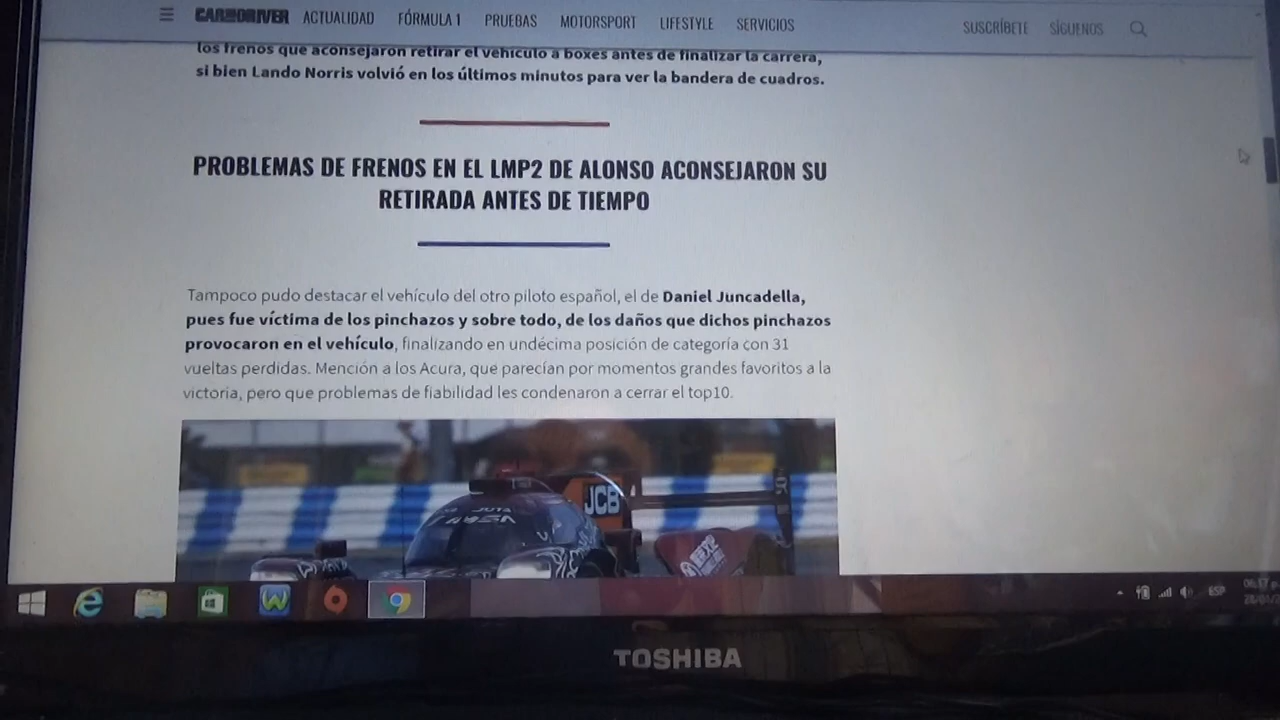 CAR AND DRIVER ACTUALIDAD FÓRMULA 1 PRUEBAS MOTORSPORT LIFESTYLE SERVICIOS SUSCRÍBETE SÍGUENOS
los frenos que aconsejaron retirar el vehículo a boxes antes de finalizar la carrera,
si bien Lando Norris volvió en los últimos minutos para ver la bandera de cuadros.
PROBLEMAS DE FRENOS EN EL LMP2 DE ALONSO ACONSEJARON SU
RETIRADA ANTES DE TIEMPO
Tampoco pudo destacar el vehículo del otro piloto español, el de Daniel Juncadella,
pues fue víctima de los pinchazos y sobre todo, de los daños que dichos pinchazos
provocaron en el vehículo, finalizando en undécima posición de categoría con 31
vueltas perdidas. Mención a los Acura, que parecían por momentos grandes favoritos a la
victoria, pero que problemas de fiabilidad les condenaron a cerrar el top10.
JCB
ESP
TOSHIBA